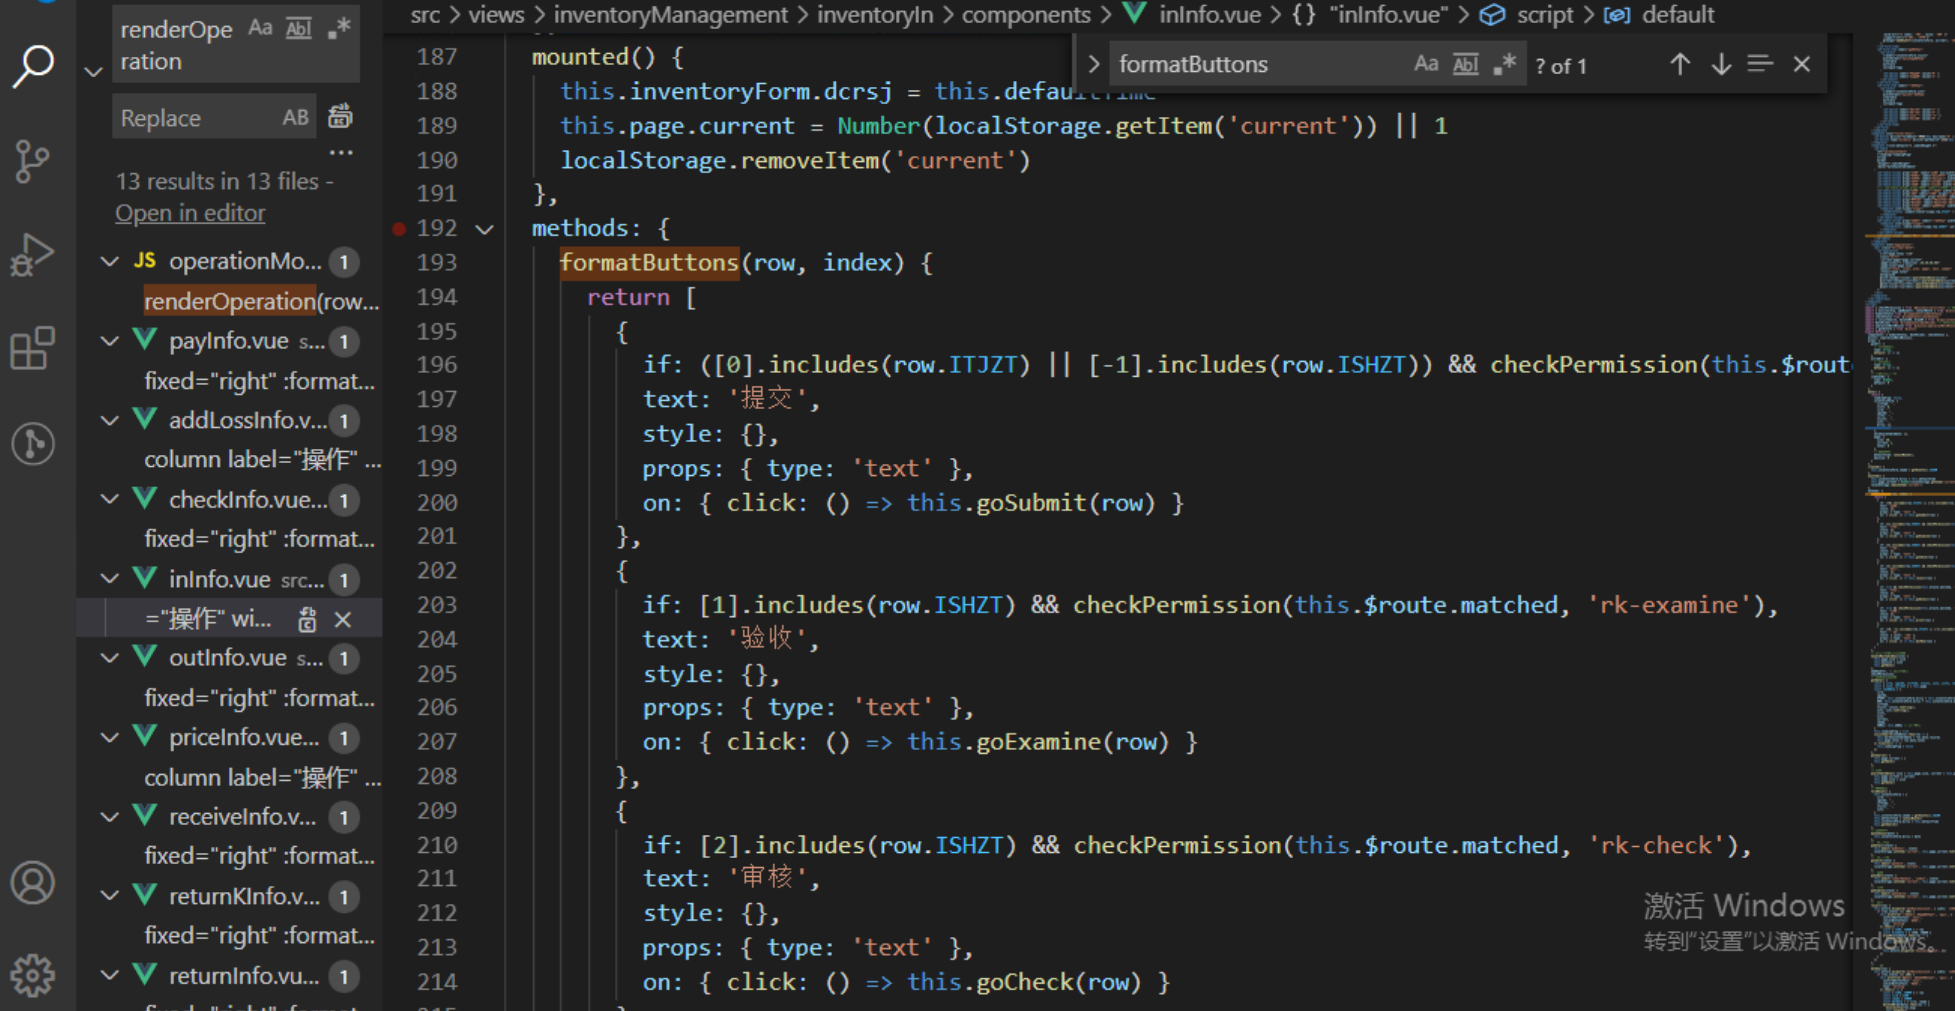 renderOpe
ration
Aa Abl .*
Replace
AB
...
13 results in 13 files -
Open in editor
JS operationMo... 1
renderOperation(row...
payInfo.vue s... 1
fixed="right" :format...
addLossInfo.v... 1
column label="操作" ...
checkInfo.vue... 1
fixed="right" :format...
inInfo.vue src... 1
="操作" wi...
outInfo.vue s... 1
fixed="right" :format...
priceInfo.vue... 1
column label="操作" ...
receiveInfo.v... 1
fixed="right" :format...
returnKInfo.v... 1
fixed="right" :format...
returnInfo.vu... 1
src > views > inventoryManagement > inventoryIn > components > inInfo.vue > {} "inInfo.vue" > script > default
formatButtons Aa Abl .* ? of 1
187 mounted() {
188 this.inventoryForm.dcrsj = this.defaultTime
189 this.page.current = Number(localStorage.getItem('current')) || 1
190 localStorage.removeItem('current')
191 },
192 methods: {
193 formatButtons(row, index) {
194 return [
195 {
196 if: ([0].includes(row.ITJZT) || [-1].includes(row.ISHZT)) && checkPermission(this.$rout
197 text: '提交',
198 style: {},
199 props: { type: 'text' },
200 on: { click: () => this.goSubmit(row) }
201 },
202 {
203 if: [1].includes(row.ISHZT) && checkPermission(this.$route.matched, 'rk-examine'),
204 text: '验收',
205 style: {},
206 props: { type: 'text' },
207 on: { click: () => this.goExamine(row) }
208 },
209 {
210 if: [2].includes(row.ISHZT) && checkPermission(this.$route.matched, 'rk-check'),
211 text: '审核',
212 style: {},
213 props: { type: 'text' },
214 on: { click: () => this.goCheck(row) }
激活 Windows
转到"设置"以激活 Windows。